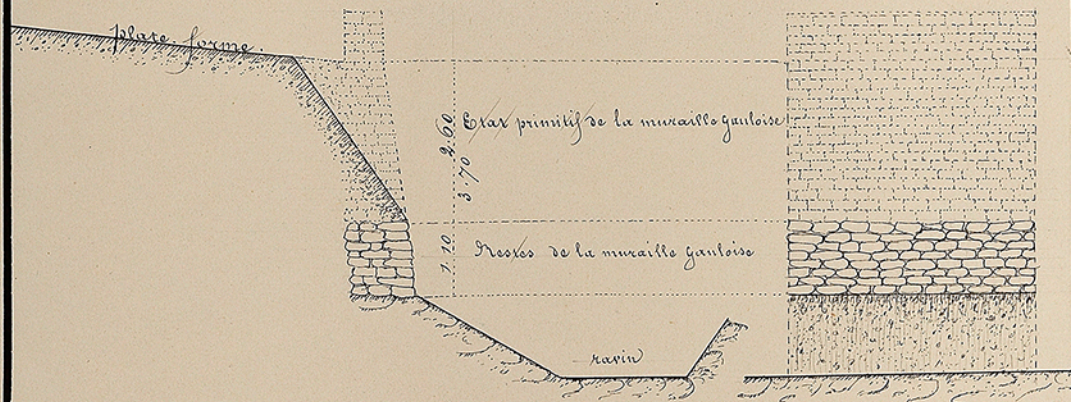 plate forme.
Etat primitif de la muraille gauloise
2.60
3.70
1.10
Restes de la muraille gauloise
ravin